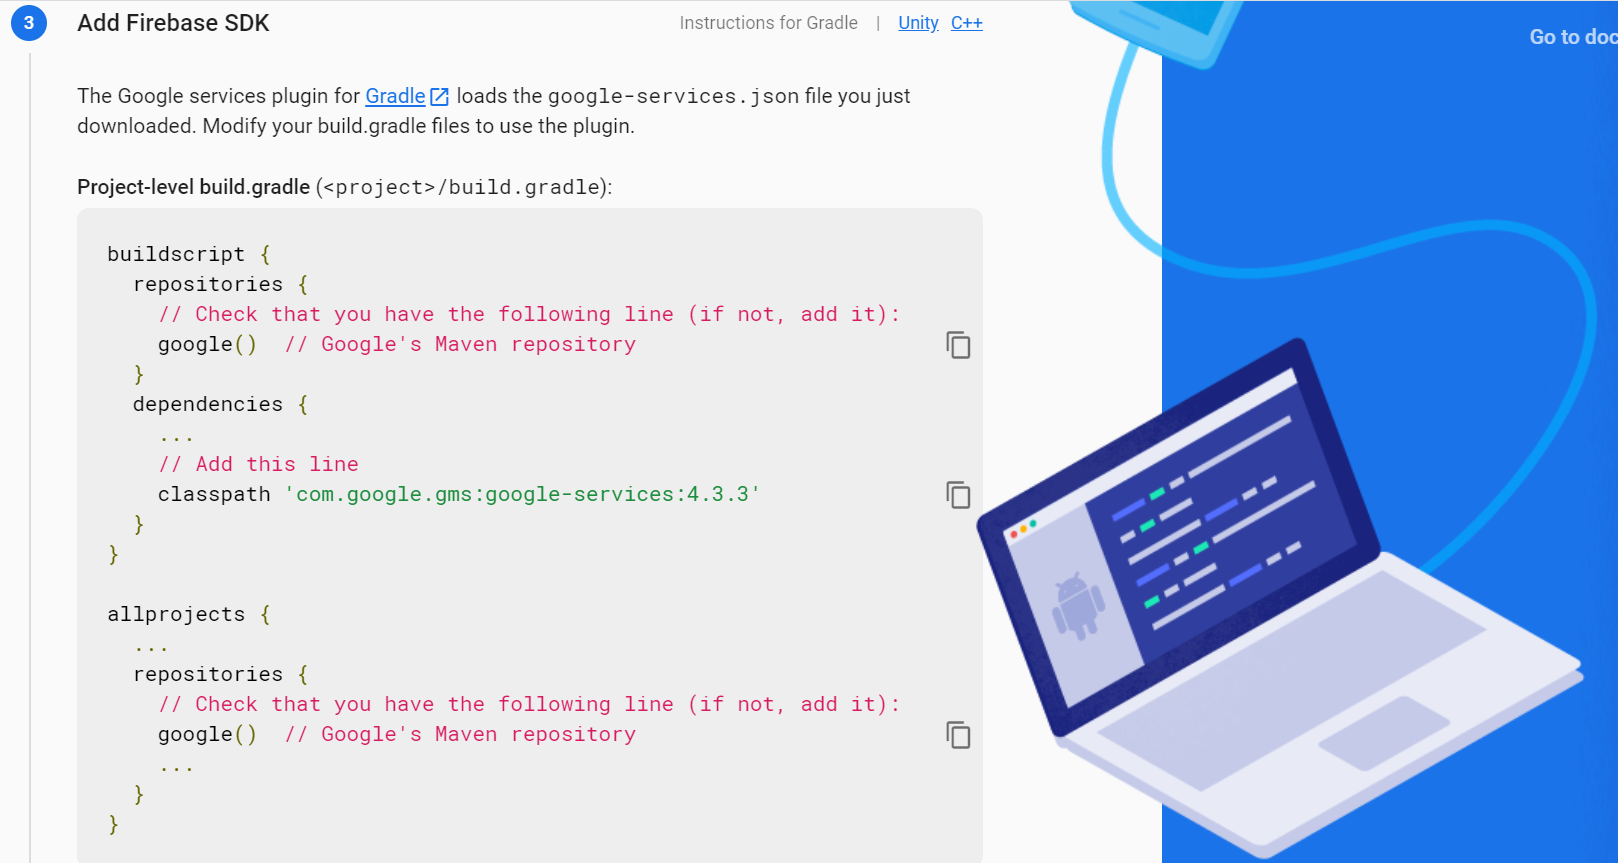 3
Add Firebase SDK
Instructions for Gradle | Unity C++
Go to doc
The Google services plugin for Gradle loads the google-services.json file you just
downloaded. Modify your build.gradle files to use the plugin.
Project-level build.gradle (<project>/build.gradle):
buildscript {
repositories {
// Check that you have the following line (if not, add it):
google() // Google's Maven repository
}
dependencies {
...
// Add this line
classpath 'com.google.gms:google-services:4.3.3'
}
}
allprojects {
...
repositories {
// Check that you have the following line (if not, add it):
google() // Google's Maven repository
...
}
}